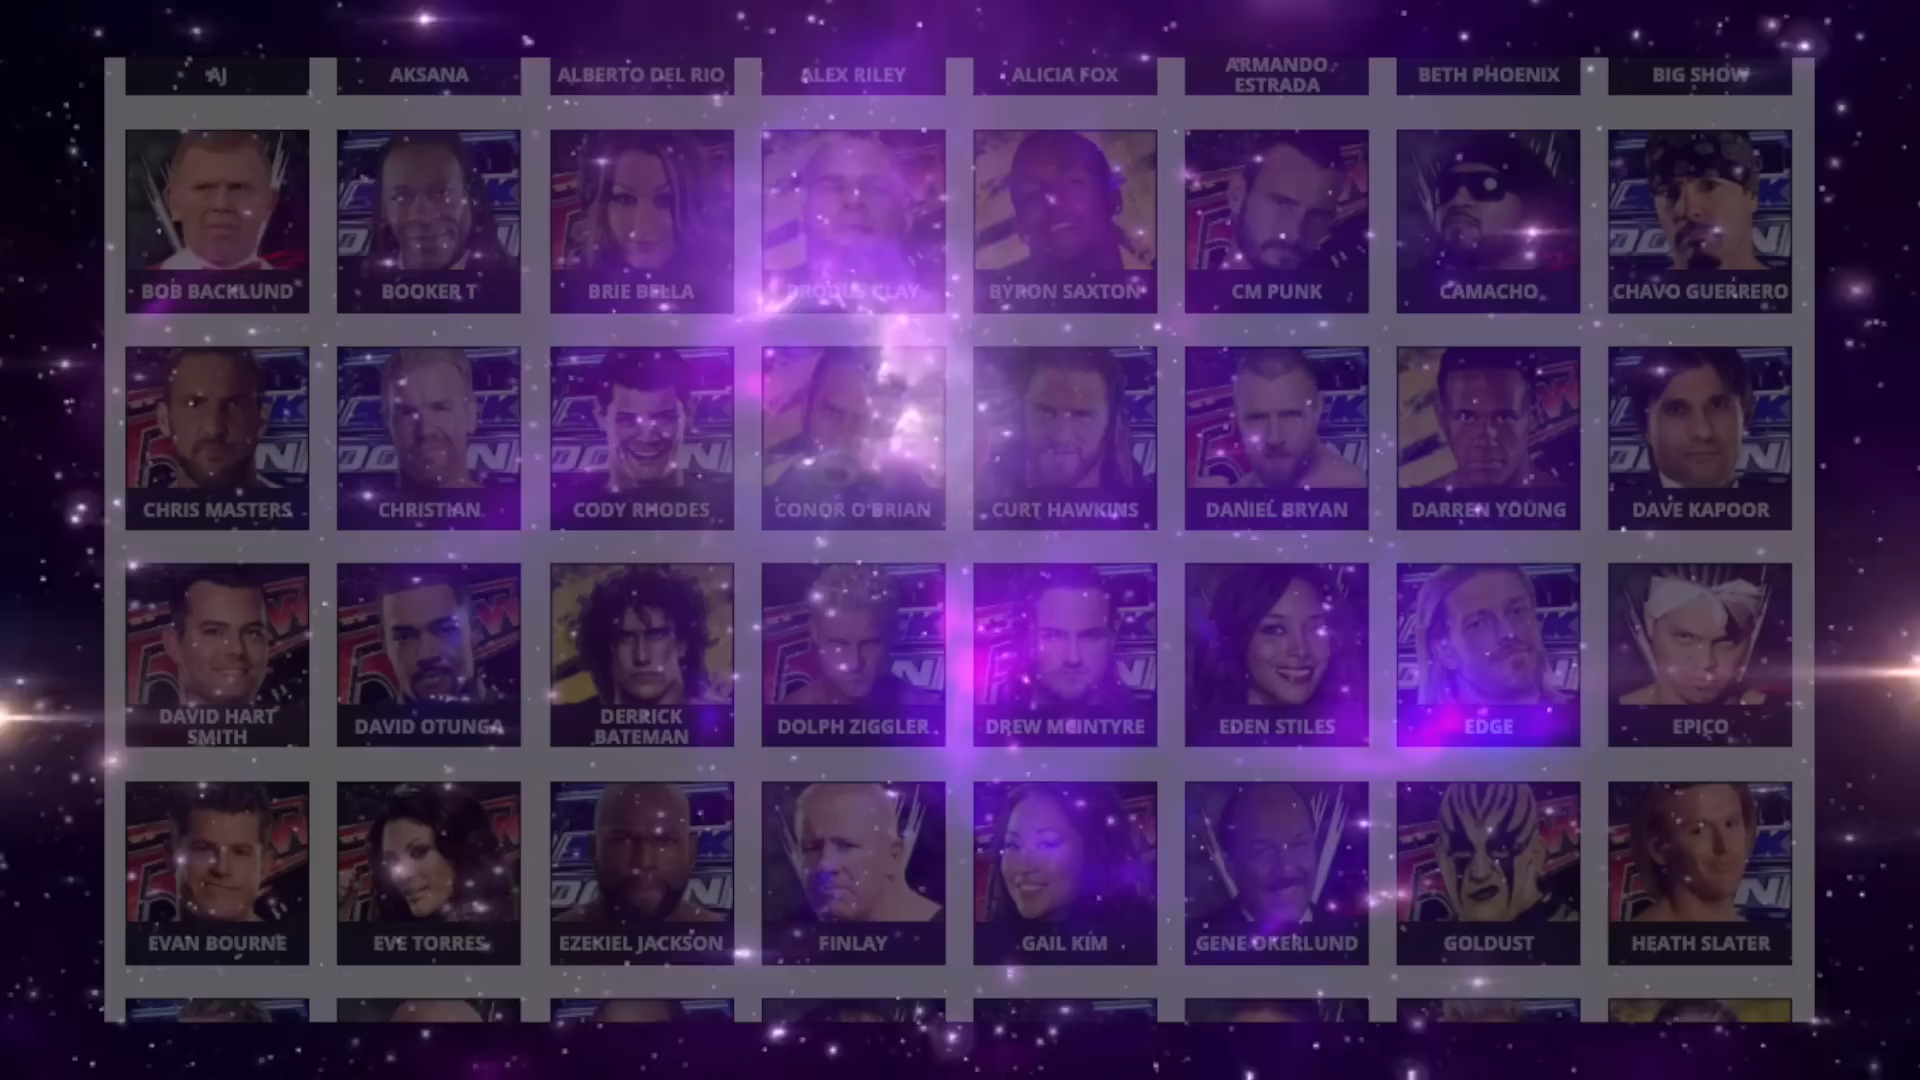 AJ
AKSANA
ALBERTO DEL RIO
ALEX RILEY
ALICIA FOX
ARMANDO
ESTRADA
BETH PHOENIX
BIG SHOW
BOB BACKLUND
BOOKER T
BRIE BELLA
BRODUS CLAY
BYRON SAXTON
CM PUNK
CAMACHO
CHAVO GUERRERO
CHRIS MASTERS
CHRISTIAN
CODY RHODES
CONOR O'BRIAN
CURT HAWKINS
DANIEL BRYAN
DARREN YOUNG
DAVE KAPOOR
DAVID HART
SMITH
DAVID OTUNGA
DERRICK
BATEMAN
DOLPH ZIGGLER
DREW MCINTYRE
EDEN STILES
EDGE
EPICO
EVAN BOURNE
EVE TORRES
EZEKIEL JACKSON
FINLAY
GAIL KIM
GENE OKERLUND
GOLDUST
HEATH SLATER